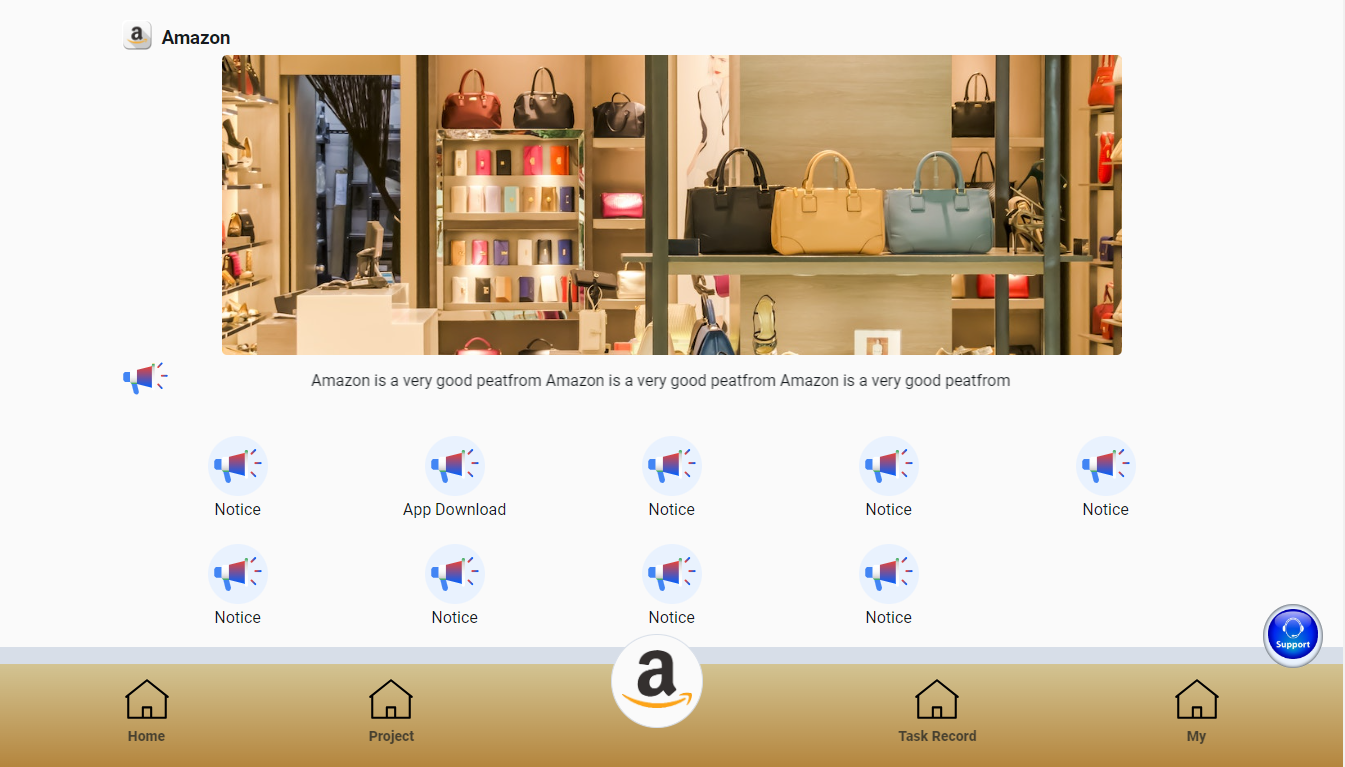 Amazon
Amazon is a very good peatfrom Amazon is a very good peatfrom Amazon is a very good peatfrom
Notice
App Download
Notice
Notice
Notice
Notice
Notice
Notice
Notice
Support
Home
Project
Task Record
My